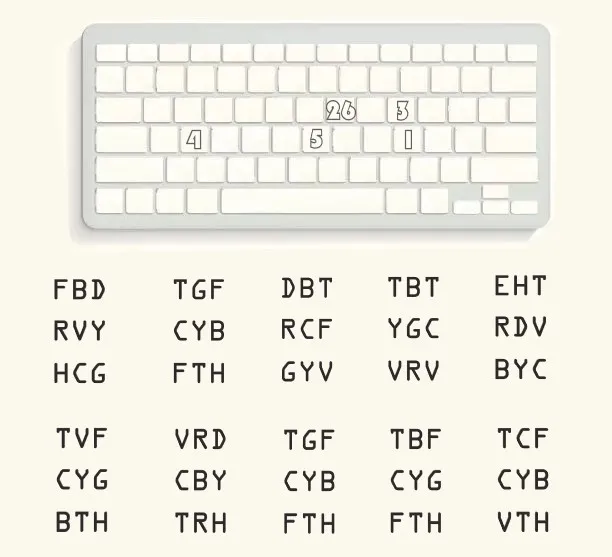 26 3
4 5 1
FBD TGF DBT TBT EHT
RVY CYB RCF YGC RDV
HCG FTH GYV VRV BYC
TVF VRD TGF TBF TCF
CYG CBY CYB CYG CYB
BTH TRH FTH FTH VTH